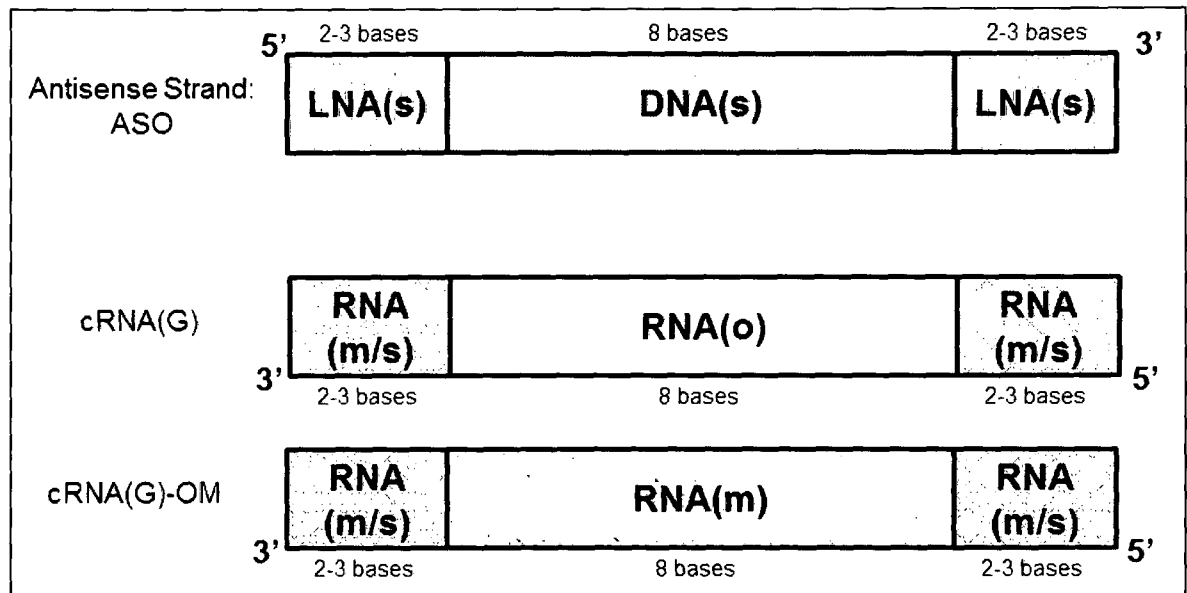 2-3 bases 8 bases 2-3 bases
5’ 3’
Antisense Strand:
ASO
LNA(s) DNA(s) LNA(s)
cRNA(G)
RNA
(m/s)
RNA(o)
RNA
(m/s)
3’ 5’
2-3 bases 8 bases 2-3 bases
cRNA(G)-OM
RNA
(m/s)
RNA(m)
RNA
(m/s)
3’ 5’
2-3 bases 8 bases 2-3 bases